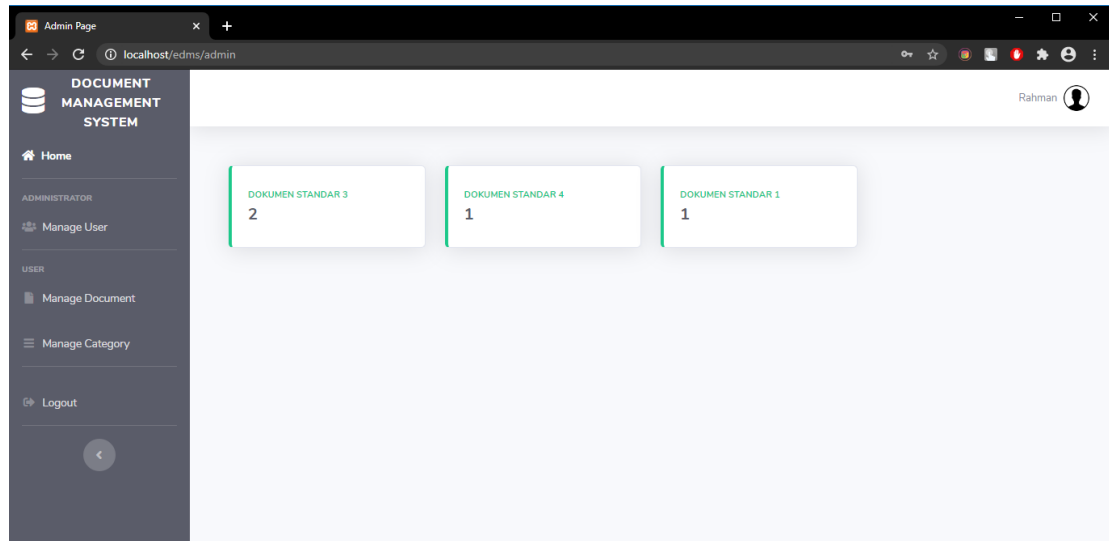 Admin Page
localhost/edms/admin
DOCUMENT
MANAGEMENT
SYSTEM
Rahman
Home
ADMINISTRATOR
Manage User
USER
Manage Document
Manage Category
Logout
DOKUMEN STANDAR 3
2
DOKUMEN STANDAR 4
1
DOKUMEN STANDAR 1
1